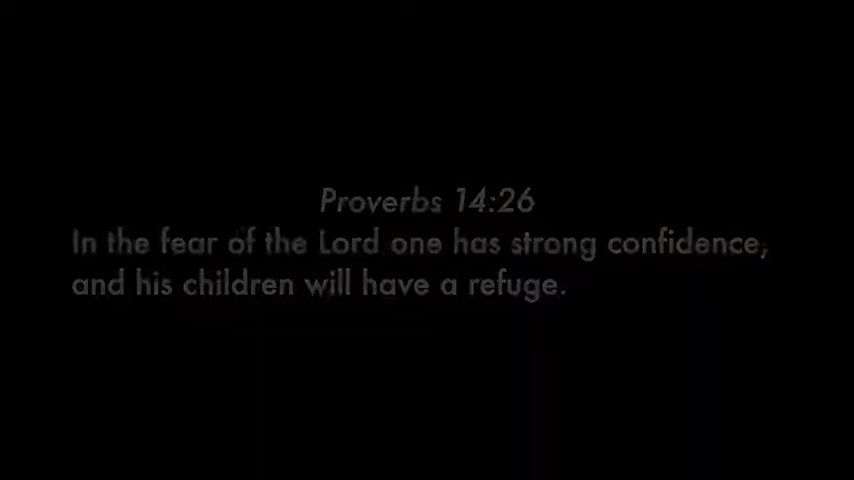 Proverbs 14:26
In the fear of the Lord one has strong confidence,
and his children will have a refuge.